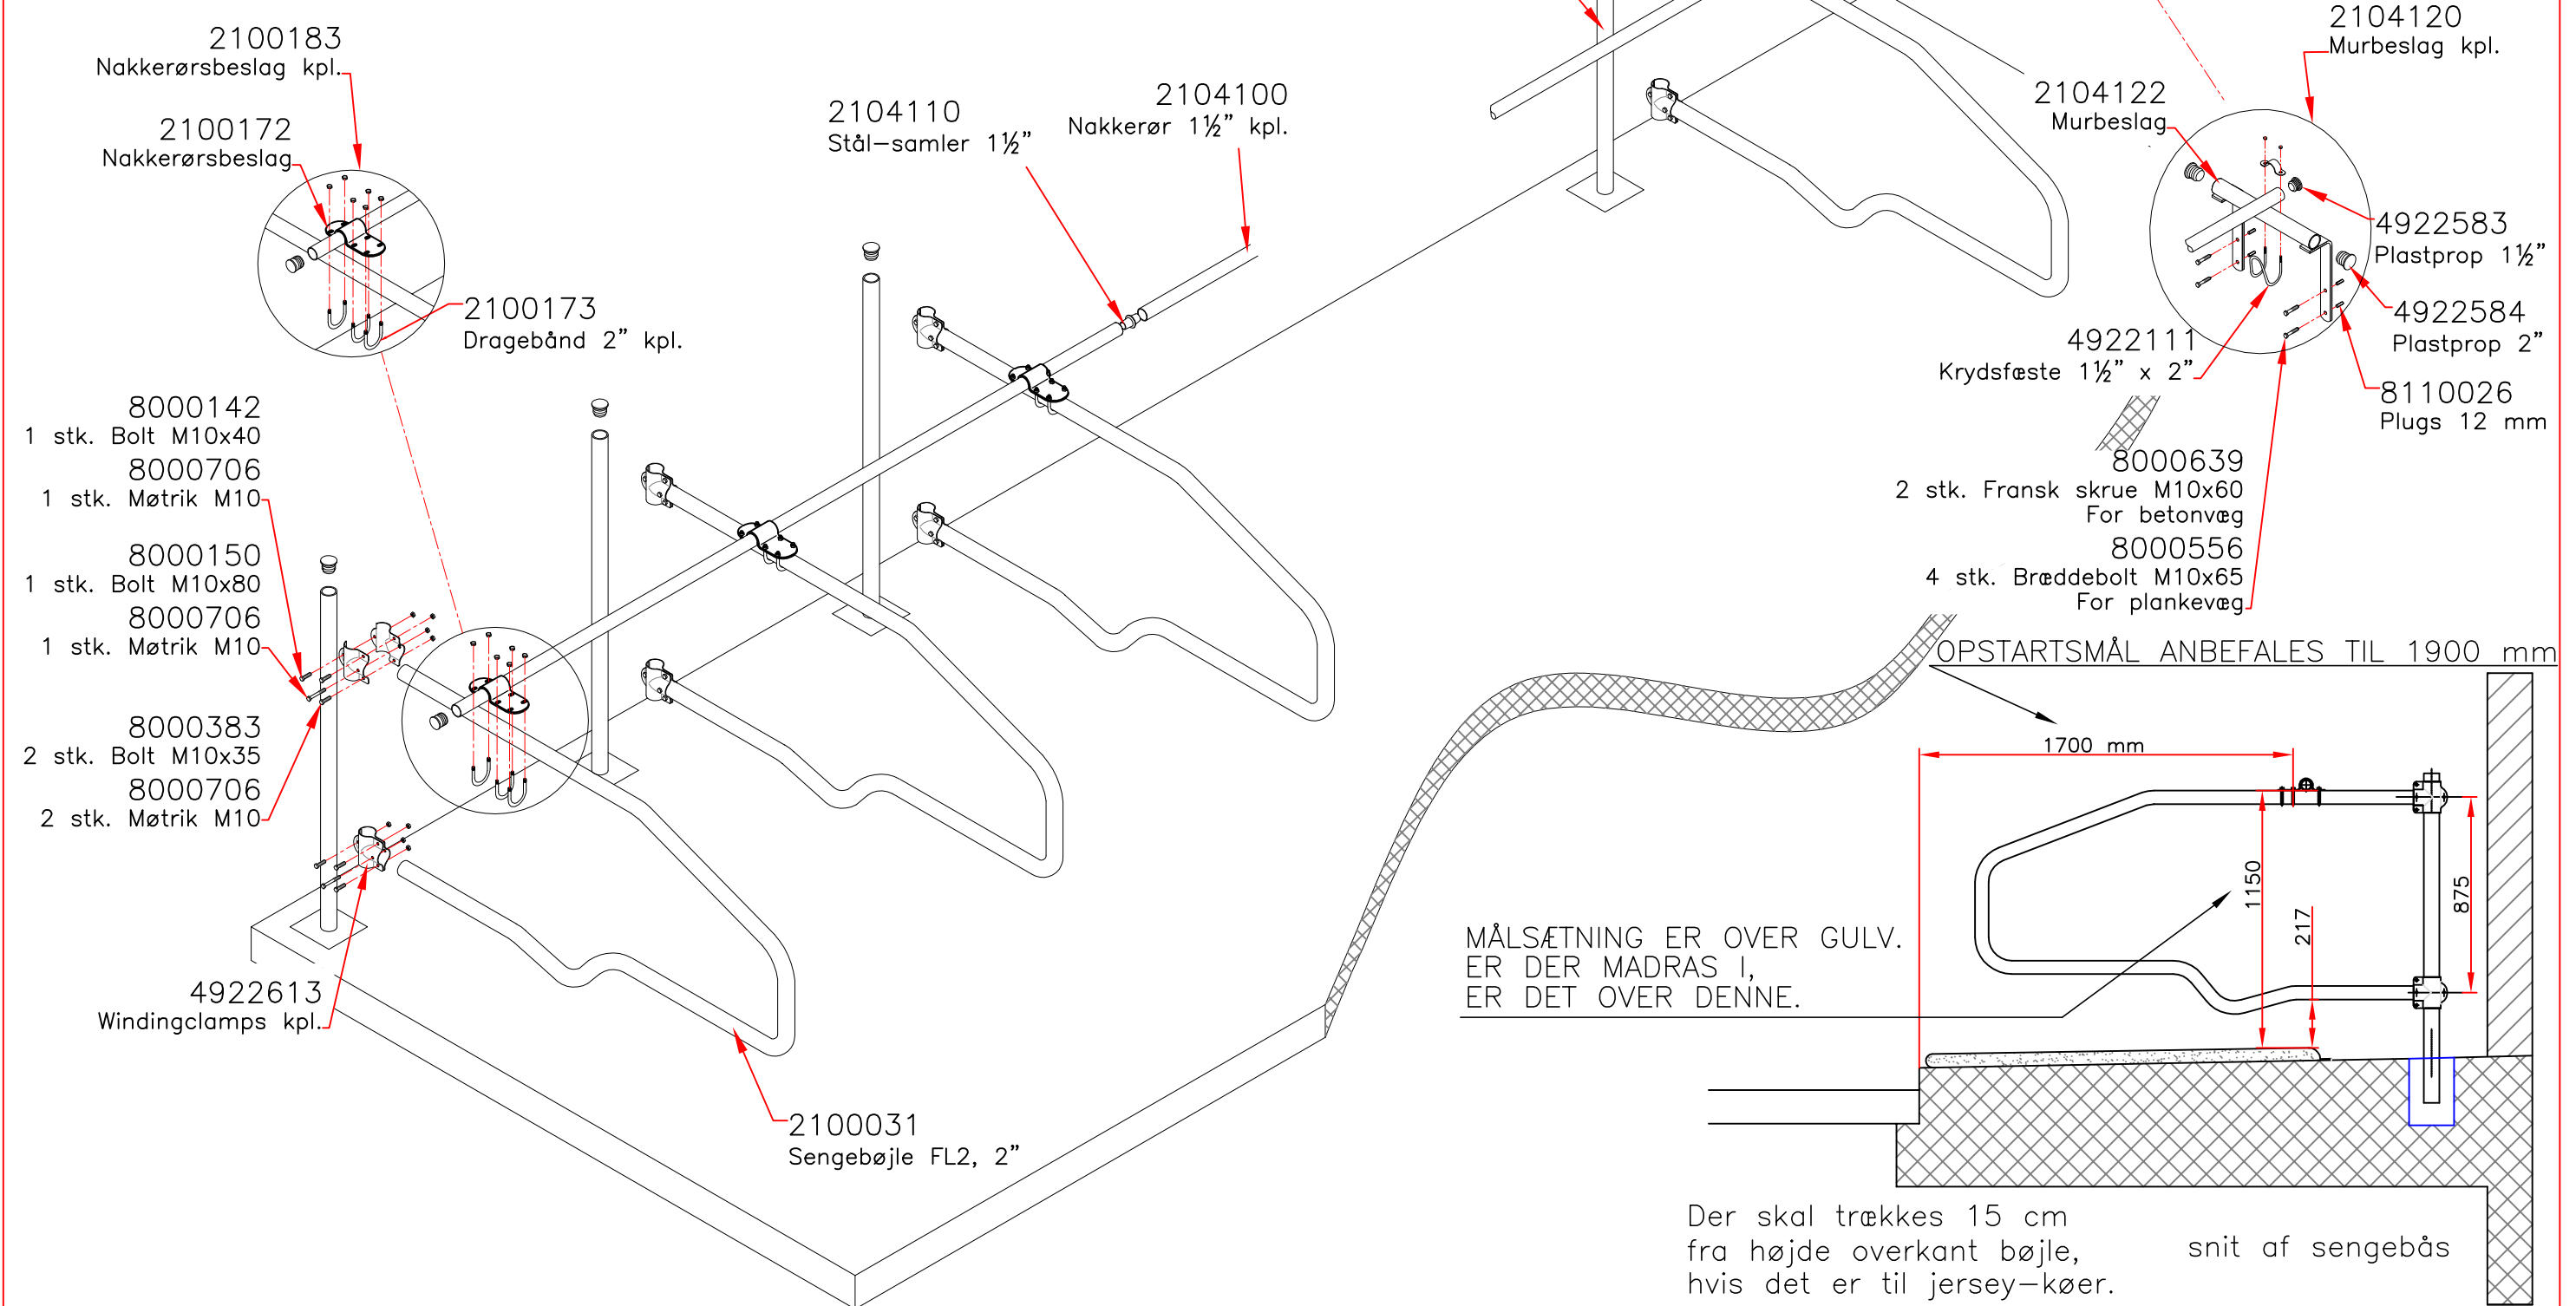 2100183
Nakkerørsbeslag kpl.
2100172
Nakkerørsbeslag
2100173
Dragebånd 2” kpl.
2104110
Stål-samler 1½”
2104100
Nakkerør 1½” kpl.
2104120
Murbeslag kpl.
2104122
Murbeslag
4922583
Plastprop 1½”
4922584
Plastprop 2”
4922111
Krydsfæste 1½” x 2”
8110026
Plugs 12 mm
8000639
2 stk. Fransk skrue M10x60
For betonvæg
8000556
4 stk. Bræddebolt M10x65
For plankevæg
8000142
1 stk. Bolt M10x40
8000706
1 stk. Møtrik M10
8000150
1 stk. Bolt M10x80
8000706
1 stk. Møtrik M10
8000383
2 stk. Bolt M10x35
8000706
2 stk. Møtrik M10
4922613
Windingclamps kpl.
2100031
Sengebøjle FL2, 2”
OPSTARTSMÅL ANBEFALES TIL 1900 mm
1700 mm
1150
217
875
MÅLSÆTNING ER OVER GULV.
ER DER MADRAS I,
ER DET OVER DENNE.
Der skal trækkes 15 cm
fra højde overkant bøjle,
hvis det er til jersey-køer.
snit af sengebås